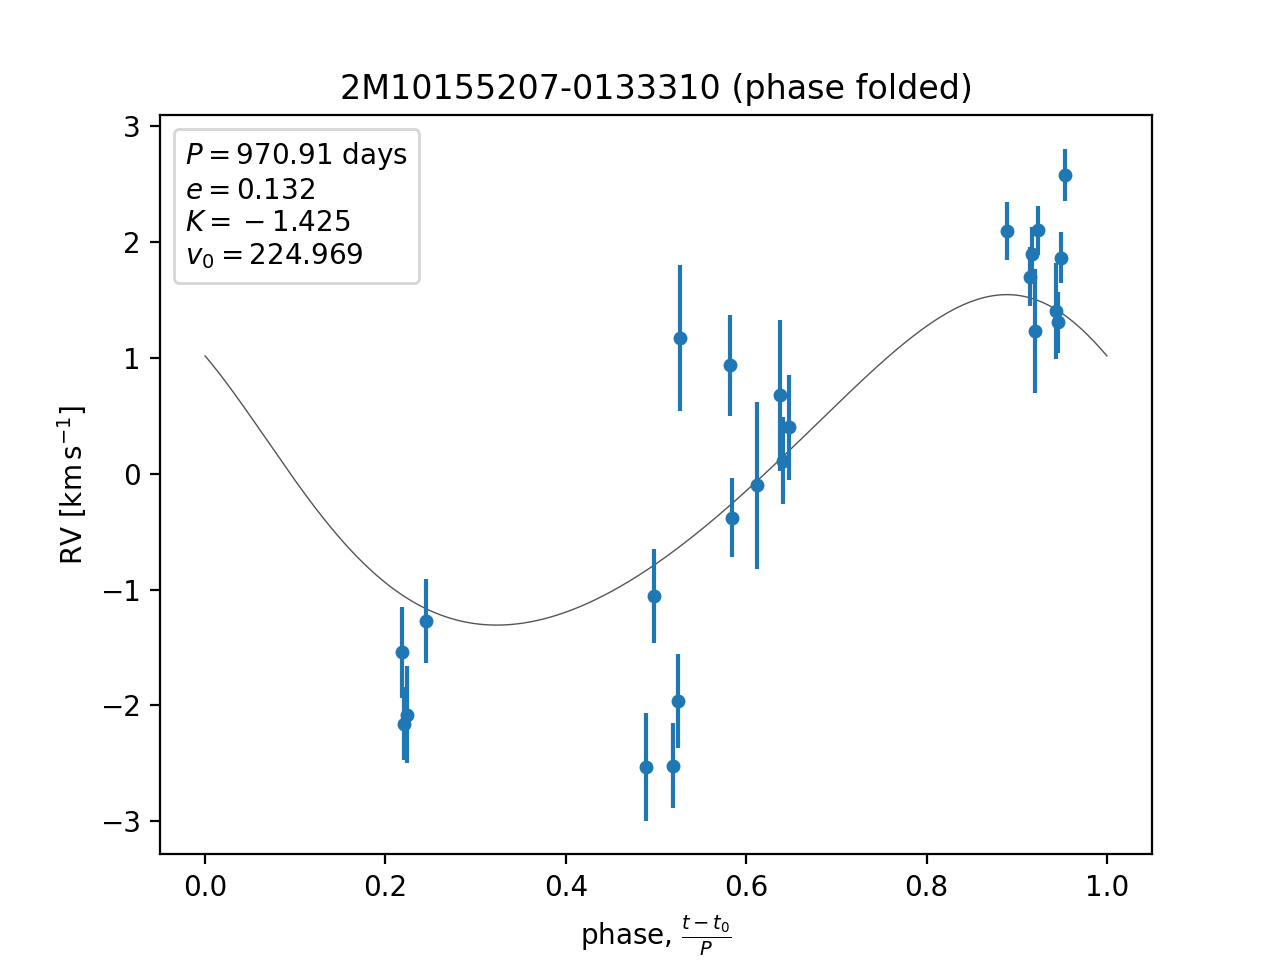 2M10155207-0133310 (phase folded)
P = 970.91 days
e = 0.132
K = −1.425
v₀ = 224.969
3
2
1
0
−1
−2
−3
RV [km s⁻¹]
0.0 0.2 0.4 0.6 0.8 1.0
phase, (t − t₀)/P